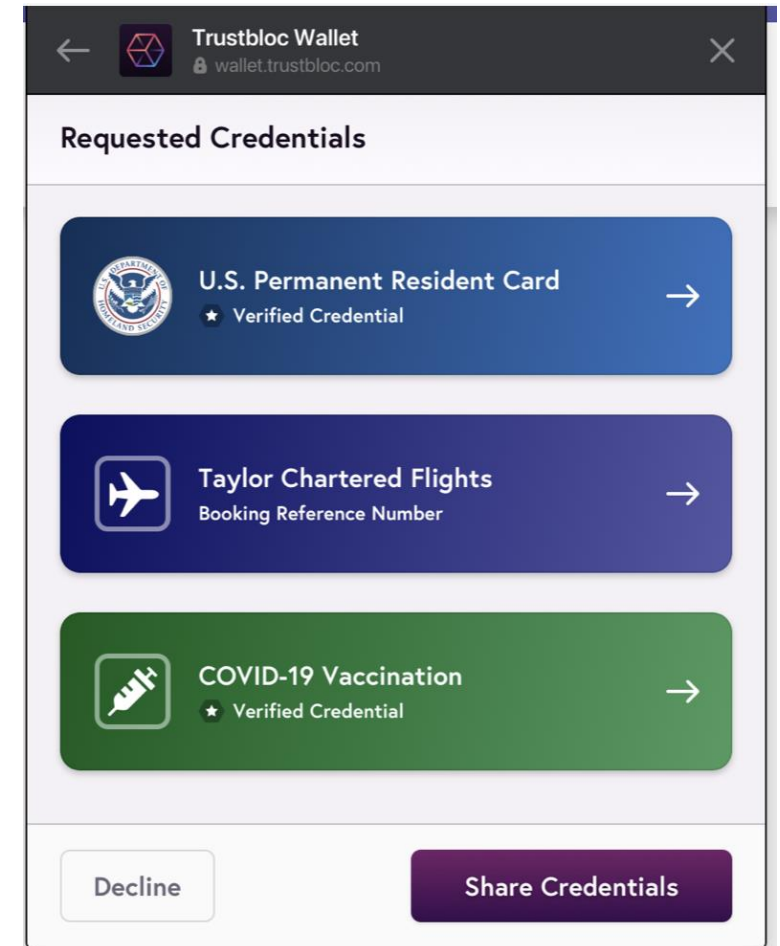 Trustbloc Wallet
wallet.trustbloc.com
Requested Credentials
U.S. Permanent Resident Card
Verified Credential
Taylor Chartered Flights
Booking Reference Number
COVID-19 Vaccination
Verified Credential
Decline
Share Credentials